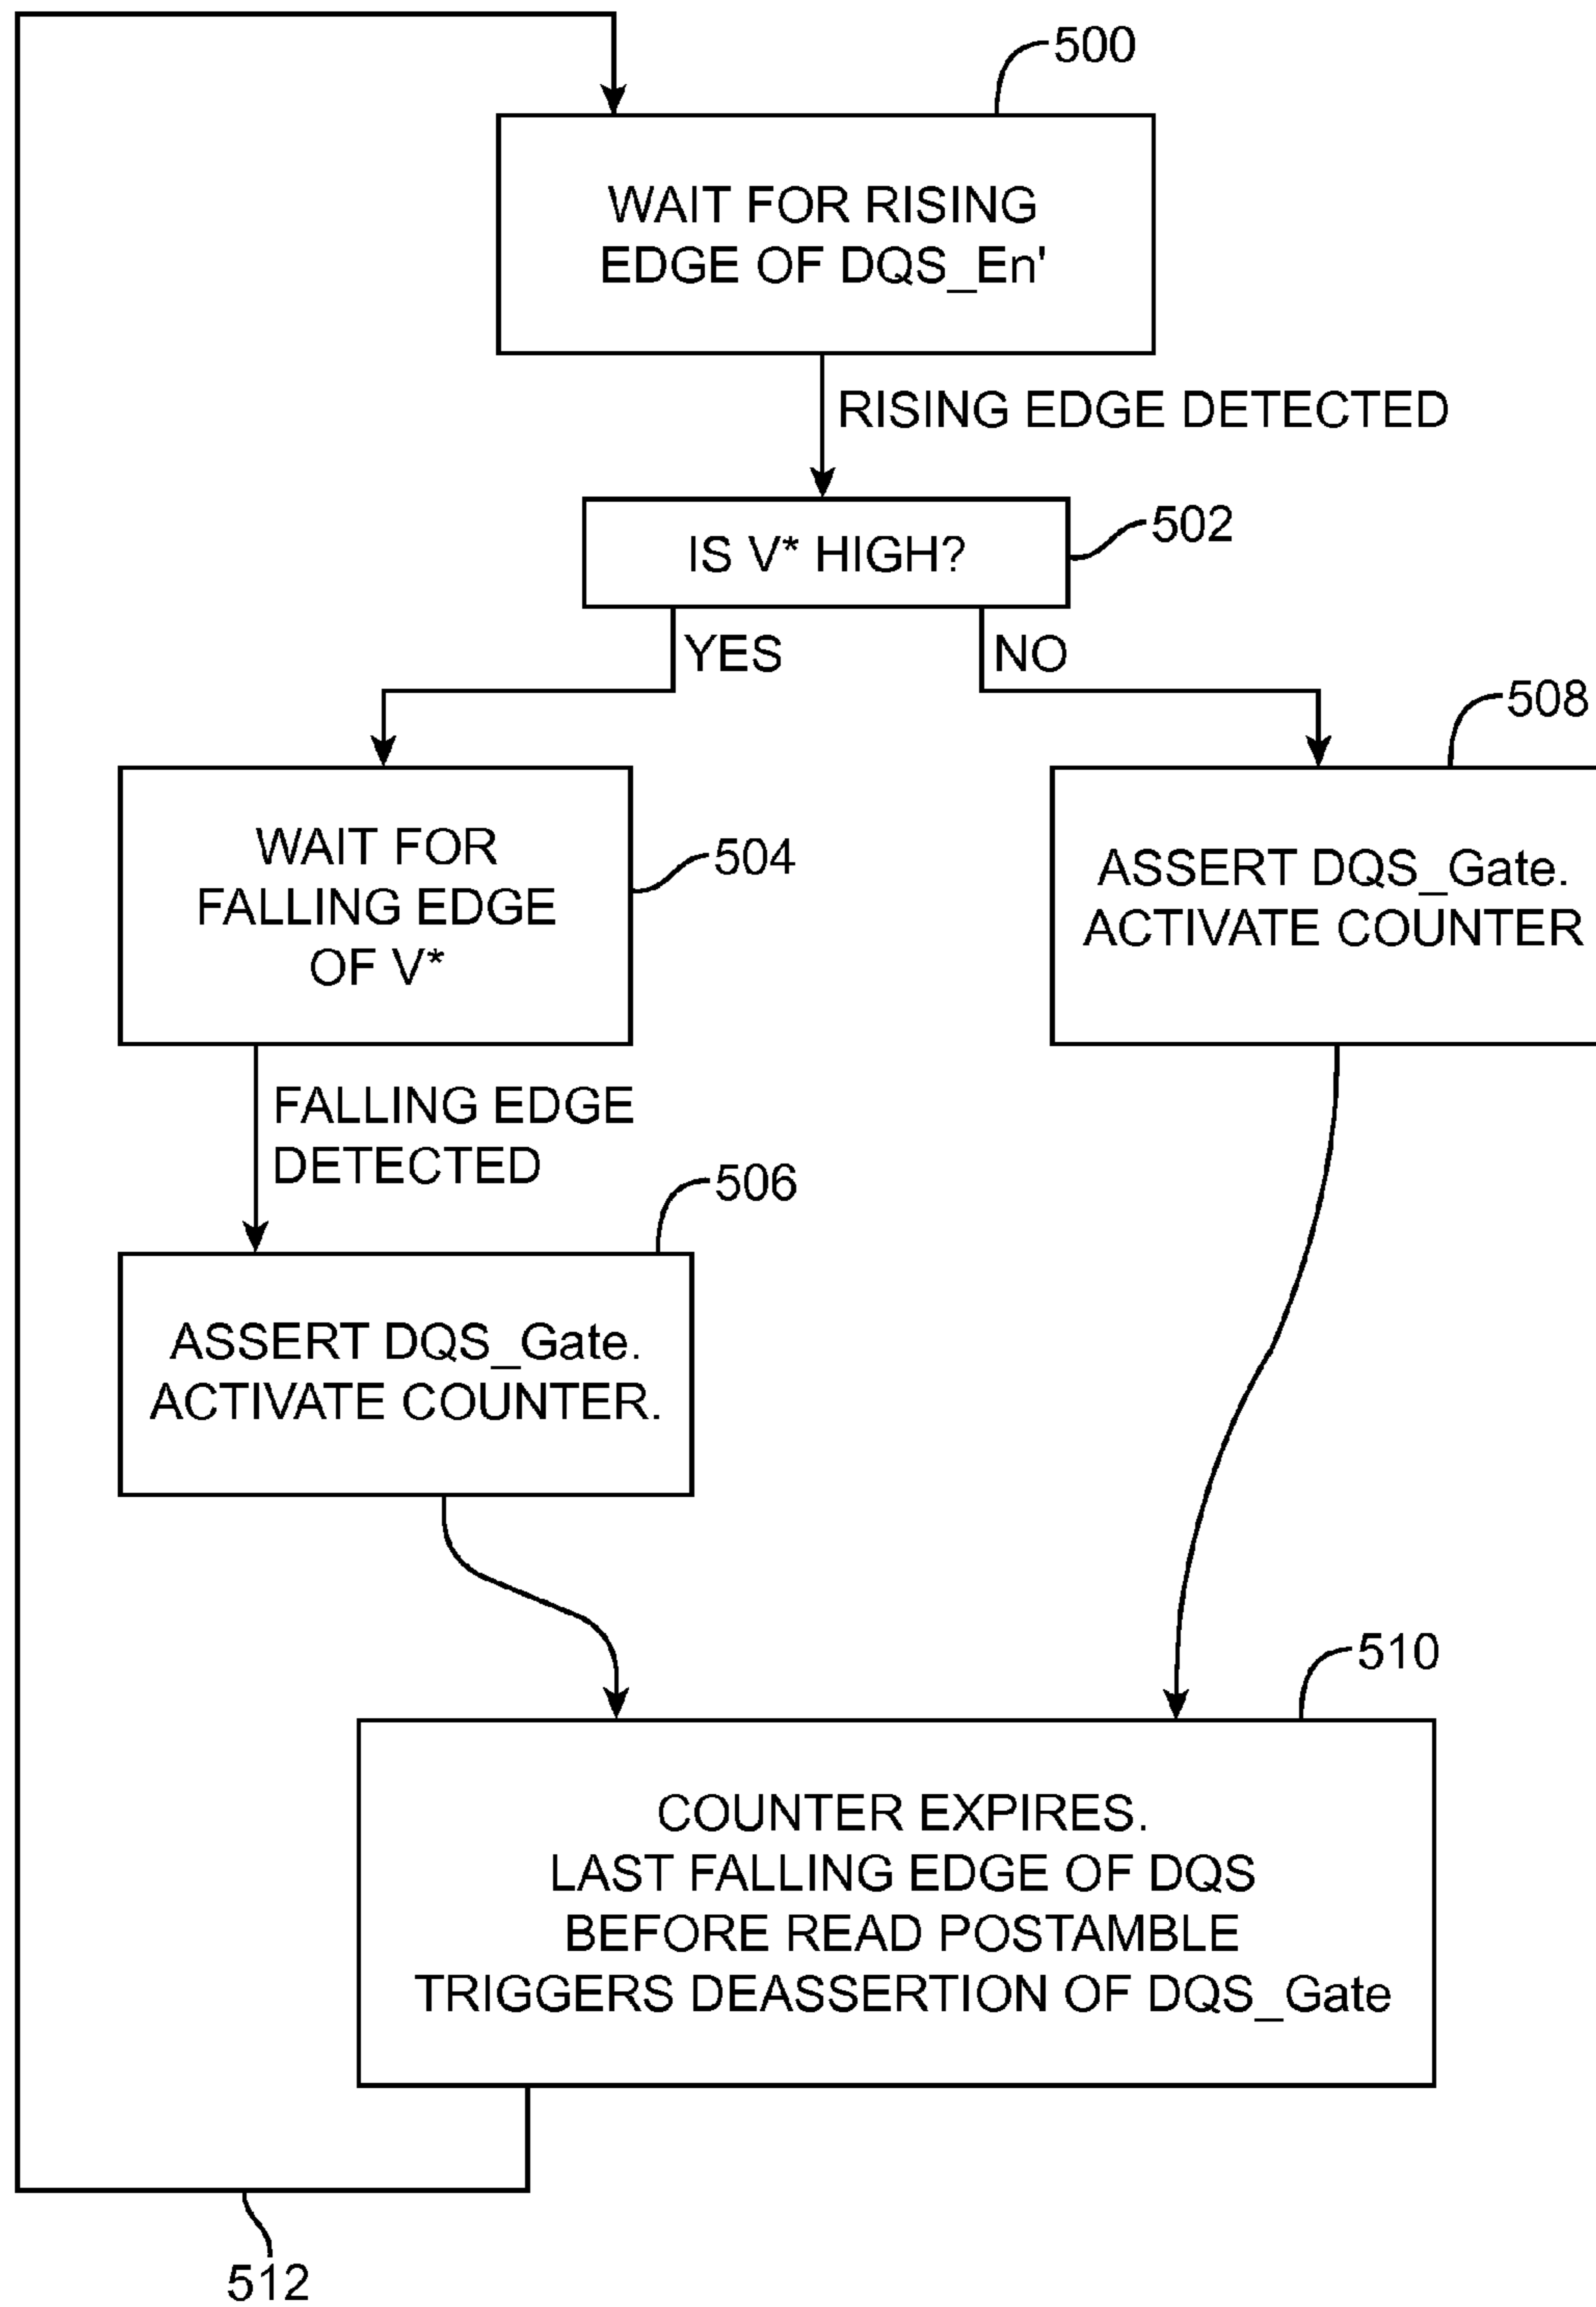 500
WAIT FOR RISING
EDGE OF DQS_En'
RISING EDGE DETECTED
502
IS V* HIGH?
YES
NO
508
WAIT FOR
FALLING EDGE
OF V*
504
ASSERT DQS_Gate.
ACTIVATE COUNTER
FALLING EDGE
DETECTED
506
ASSERT DQS_Gate.
ACTIVATE COUNTER.
510
COUNTER EXPIRES.
LAST FALLING EDGE OF DQS
BEFORE READ POSTAMBLE
TRIGGERS DEASSERTION OF DQS_Gate
512